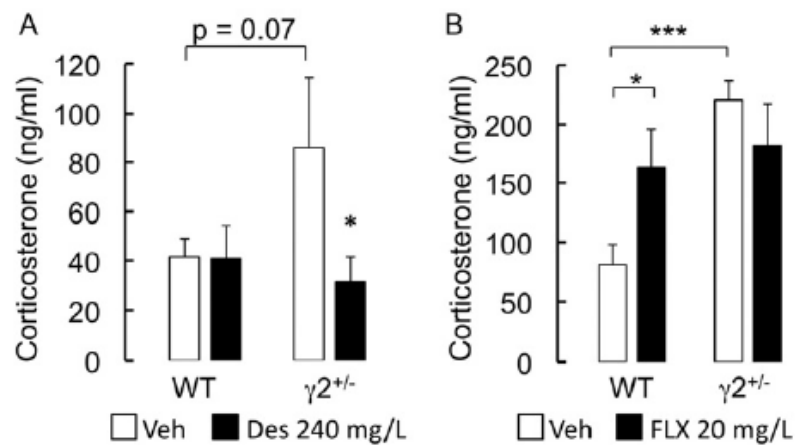 A
p = 0.07
Corticosterone (ng/ml)
120
100
80
60
40
20
0
*
WT
γ2+/-
Veh
Des 240 mg/L
B
***
*
Corticosterone (ng/ml)
250
200
150
100
50
0
WT
γ2+/-
Veh
FLX 20 mg/L